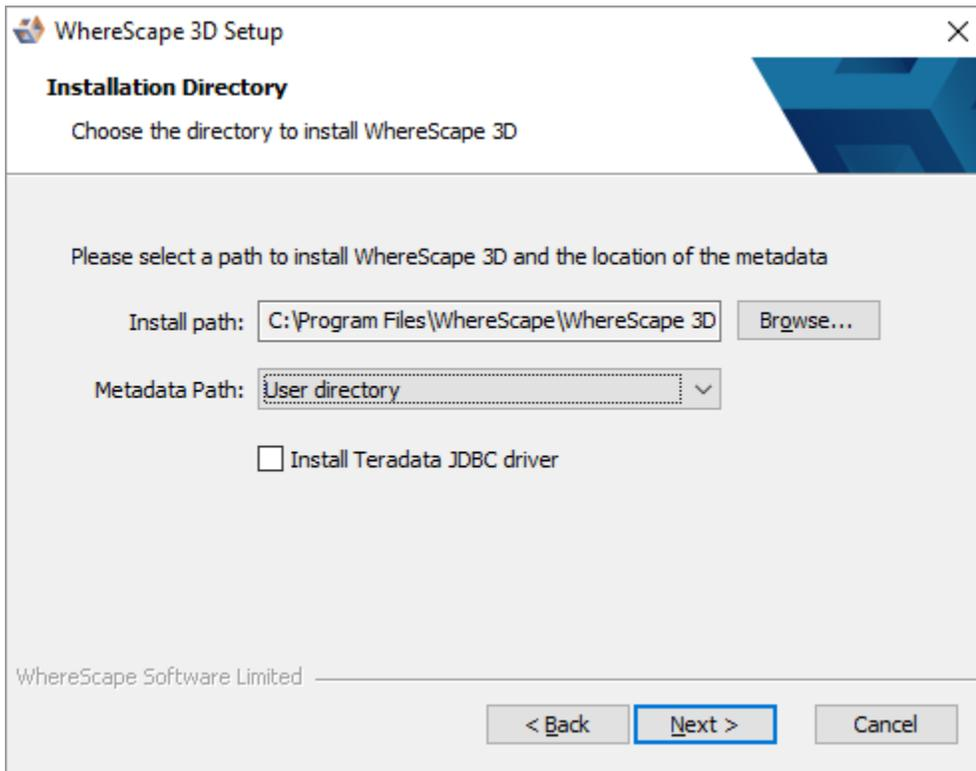 WhereScape 3D Setup
Installation Directory
Choose the directory to install WhereScape 3D
Please select a path to install WhereScape 3D and the location of the metadata
Install path: C:\Program Files\WhereScape\WhereScape 3D Browse...
Metadata Path: User directory
Install Teradata JDBC driver
WhereScape Software Limited
< Back Next > Cancel